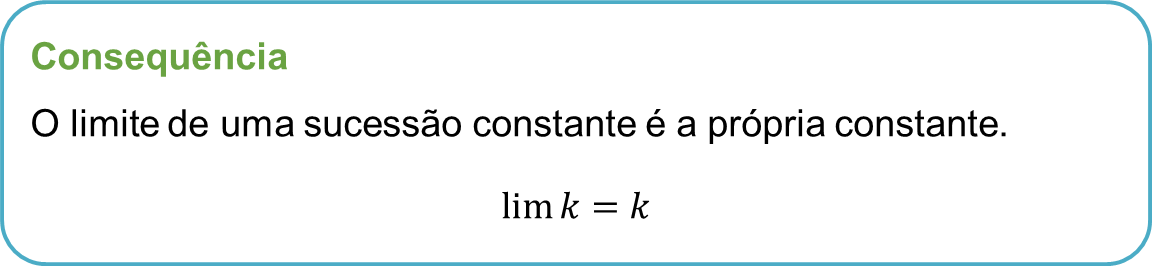 Consequência
O limite de uma sucessão constante é a própria constante.
lim 𝑘 = 𝑘